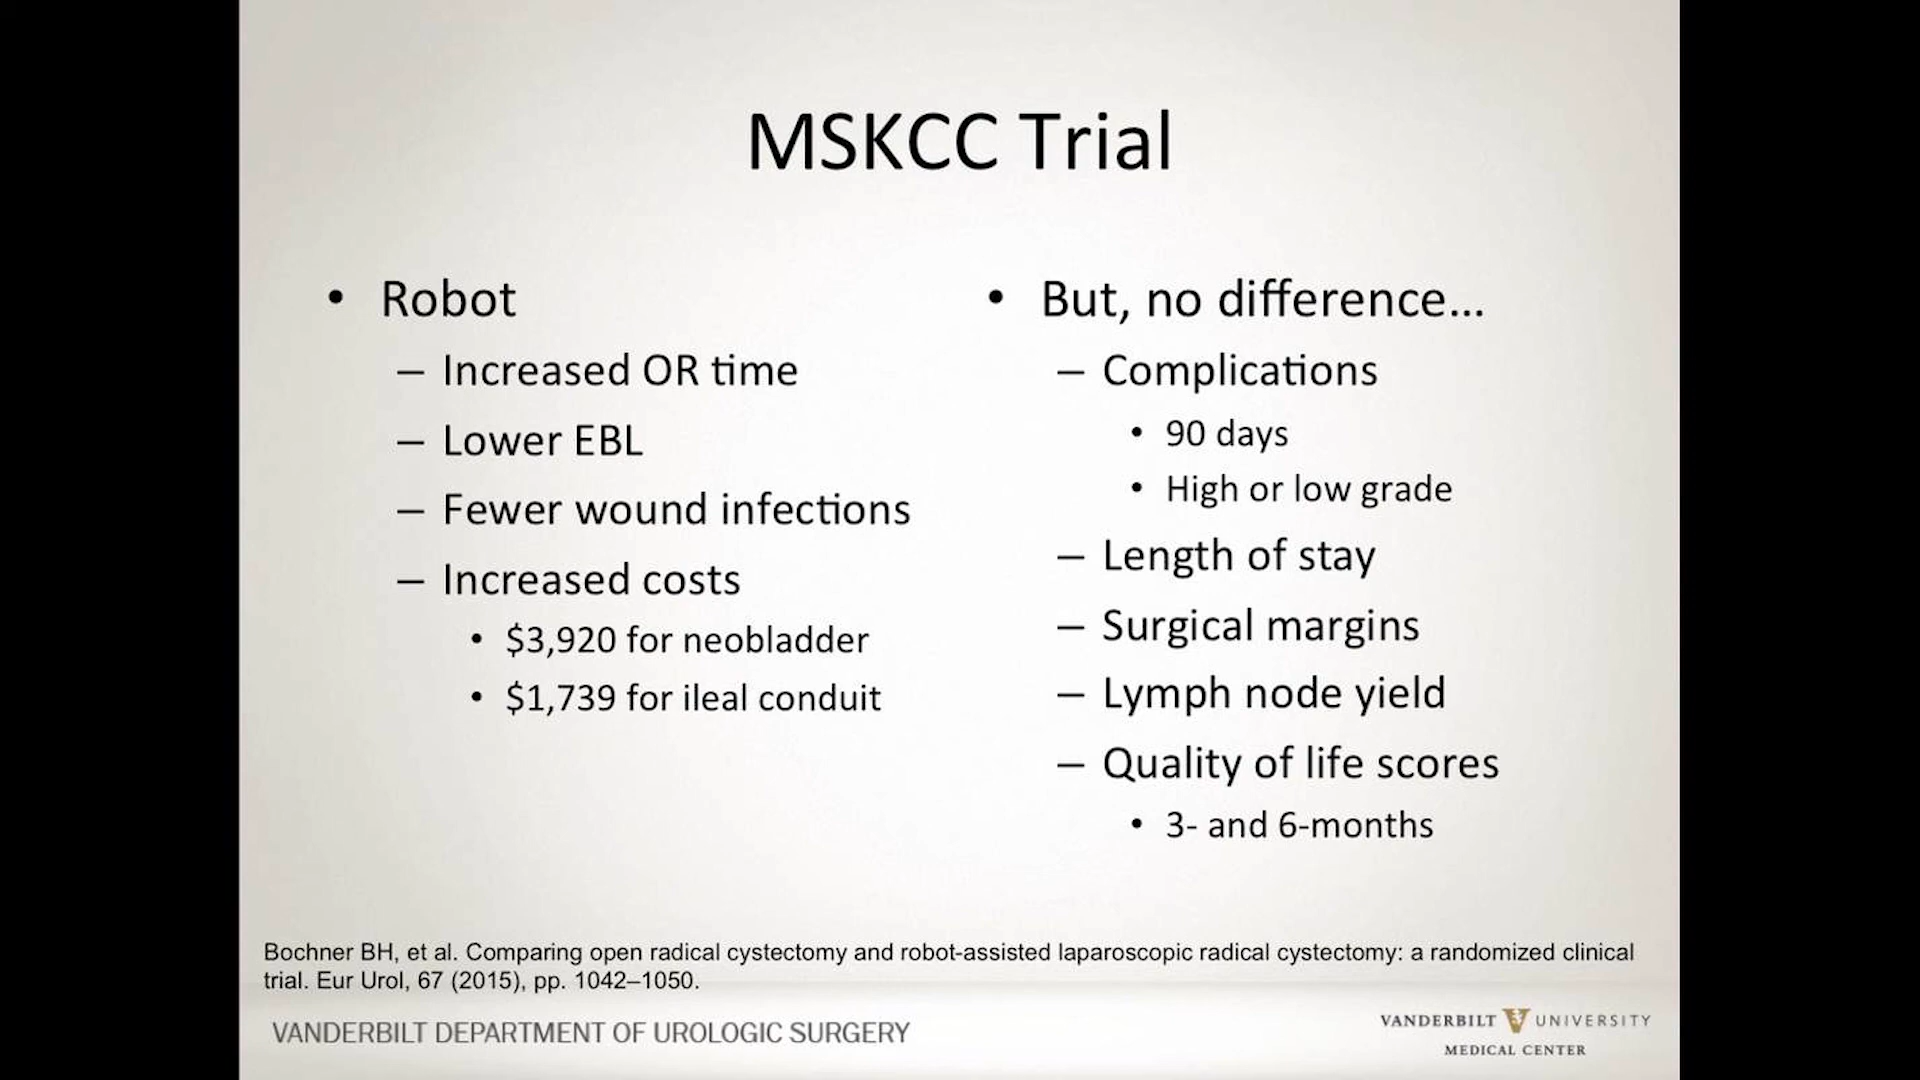 MSKCC Trial
• Robot
– Increased OR time
– Lower EBL
– Fewer wound infections
– Increased costs
• $3,920 for neobladder
• $1,739 for ileal conduit
• But, no difference...
– Complications
• 90 days
• High or low grade
– Length of stay
– Surgical margins
– Lymph node yield
– Quality of life scores
• 3- and 6-months
Bochner BH, et al. Comparing open radical cystectomy and robot-assisted laparoscopic radical cystectomy: a randomized clinical
trial. Eur Urol, 67 (2015), pp. 1042–1050.
VANDERBILT DEPARTMENT OF UROLOGIC SURGERY
VANDERBILT V UNIVERSITY
MEDICAL CENTER